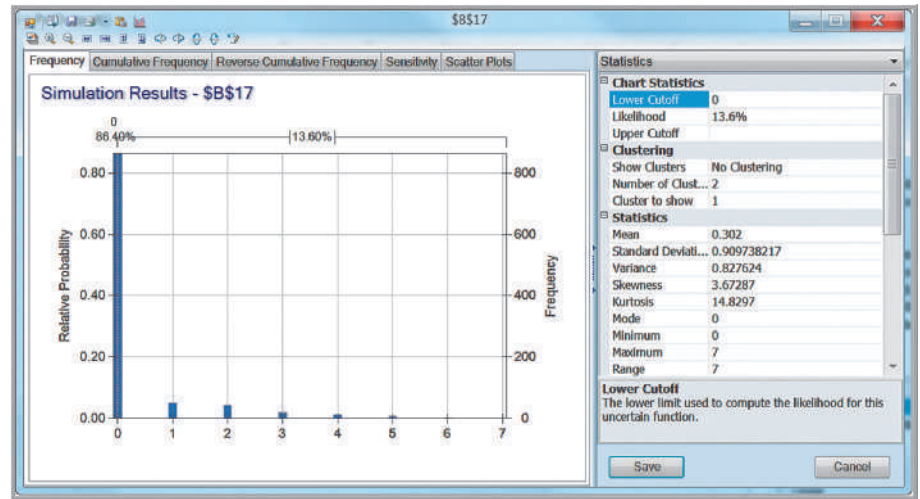 $B$17
Frequency Cumulative Frequency Reverse Cumulative Frequency Sensitivity Scatter Plots
Simulation Results - $B$17
0
86.40% 13.60%
0.80 800
0.60 600
0.40 400
0.20 200
0.00 0
Relative Probability
Frequency
0 1 2 3 4 5 6 7
Statistics
Chart Statistics
Lower Cutoff 0
Likelihood 13.6%
Upper Cutoff
Clustering
Show Clusters No Clustering
Number of Clust... 2
Cluster to show 1
Statistics
Mean 0.302
Standard Deviati... 0.909738217
Variance 0.827624
Skewness 3.67287
Kurtosis 14.8297
Mode 0
Minimum 0
Maximum 7
Range 7
Lower Cutoff
The lower limit used to compute the likelihood for this
uncertain function.
Save Cancel